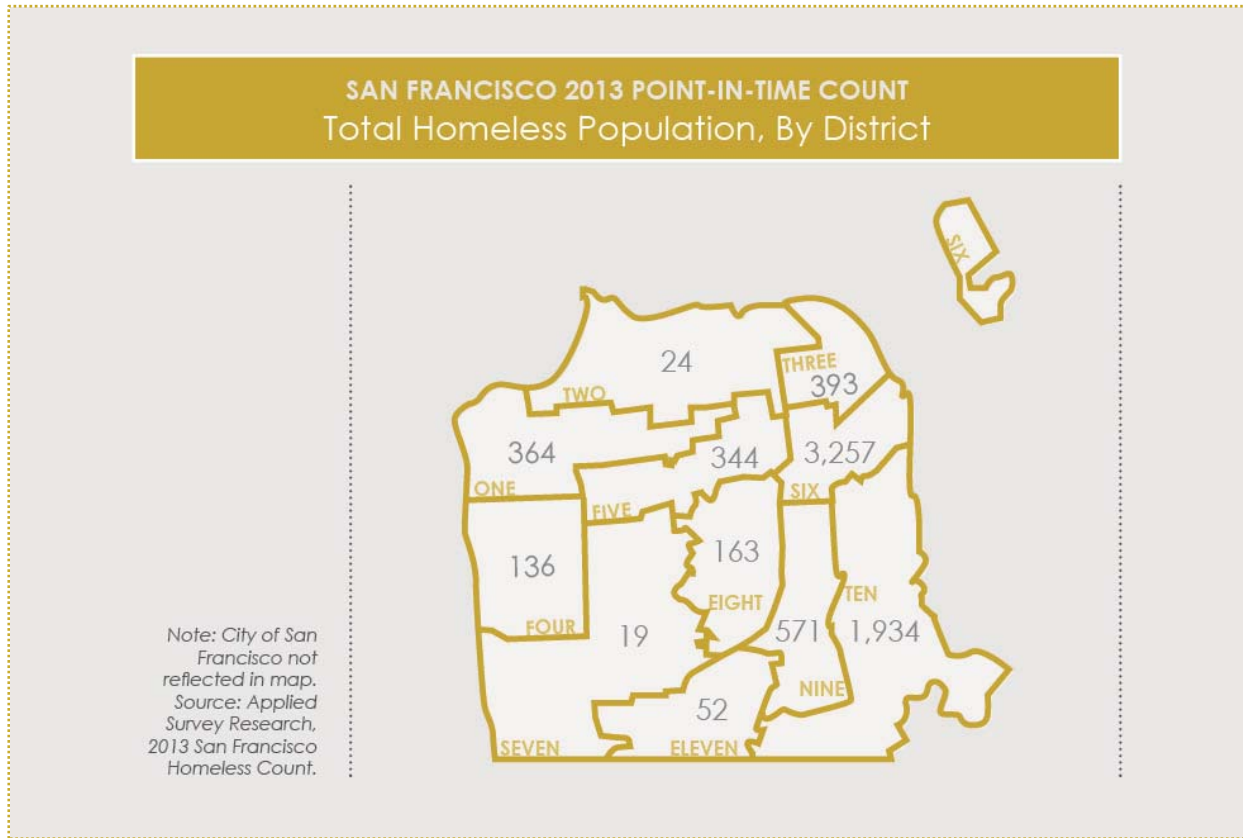 SAN FRANCISCO 2013 POINT-IN-TIME COUNT
Total Homeless Population, By District
SIX
24
TWO
THREE
393
364
ONE
344
FIVE
3,257
SIX
136
FOUR
163
EIGHT
19
SEVEN
571
NINE
TEN
1,934
52
ELEVEN
Note: City of San
Francisco not
reflected in map.
Source: Applied
Survey Research,
2013 San Francisco
Homeless Count.